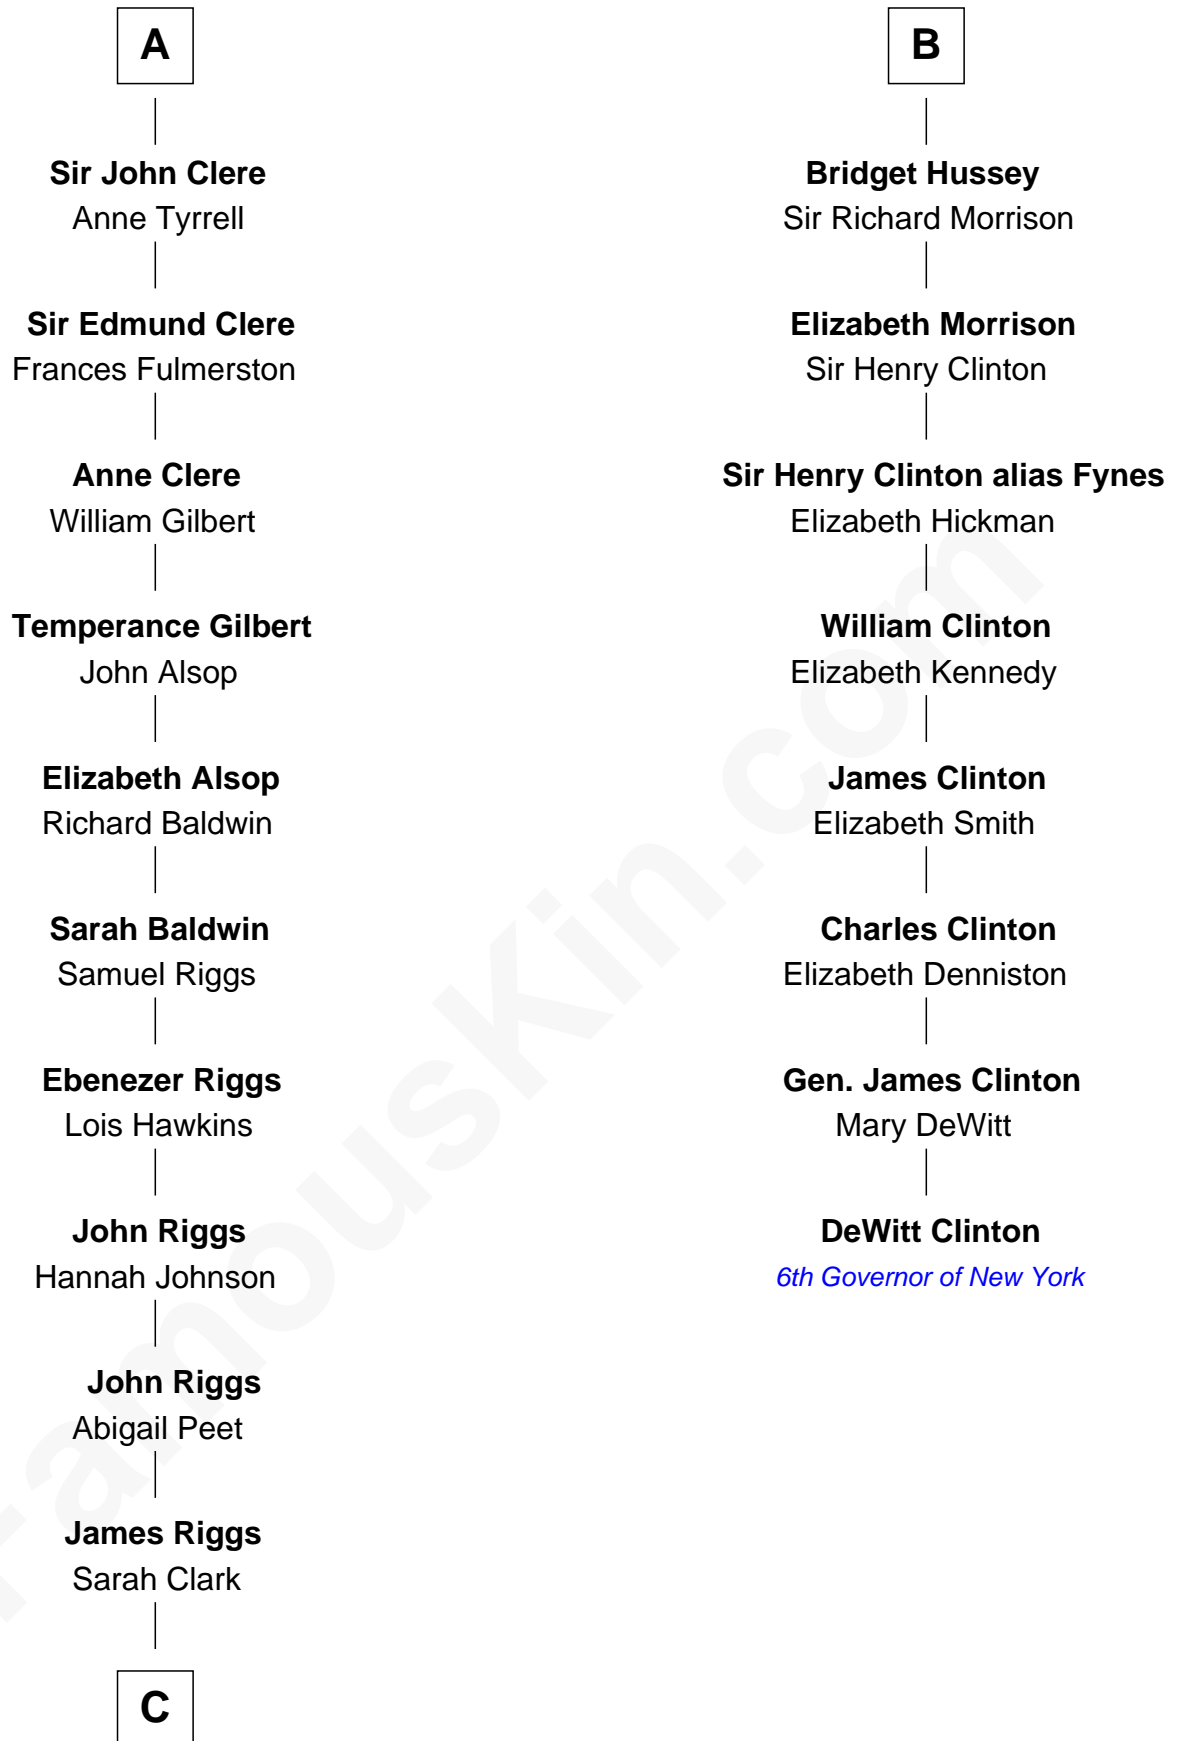 A
Sir John Clere
Anne Tyrrell
Sir Edmund Clere
Frances Fulmerston
Anne Clere
William Gilbert
Temperance Gilbert
John Alsop
Elizabeth Alsop
Richard Baldwin
Sarah Baldwin
Samuel Riggs
Ebenezer Riggs
Lois Hawkins
John Riggs
Hannah Johnson
John Riggs
Abigail Peet
James Riggs
Sarah Clark
C
B
Bridget Hussey
Sir Richard Morrison
Elizabeth Morrison
Sir Henry Clinton
Sir Henry Clinton alias Fynes
Elizabeth Hickman
William Clinton
Elizabeth Kennedy
James Clinton
Elizabeth Smith
Charles Clinton
Elizabeth Denniston
Gen. James Clinton
Mary DeWitt
DeWitt Clinton
6th Governor of New York
FamousKin.com